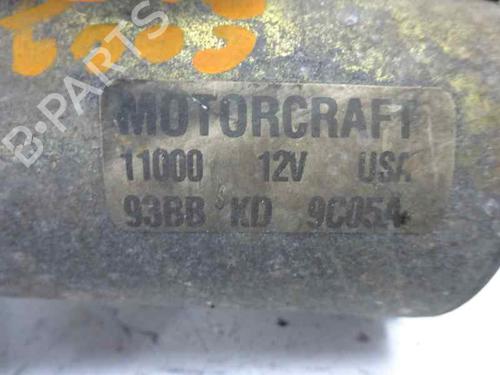 MOTORCRAFT
11000 12V USA
93BB KD 9C054
B-PARTS